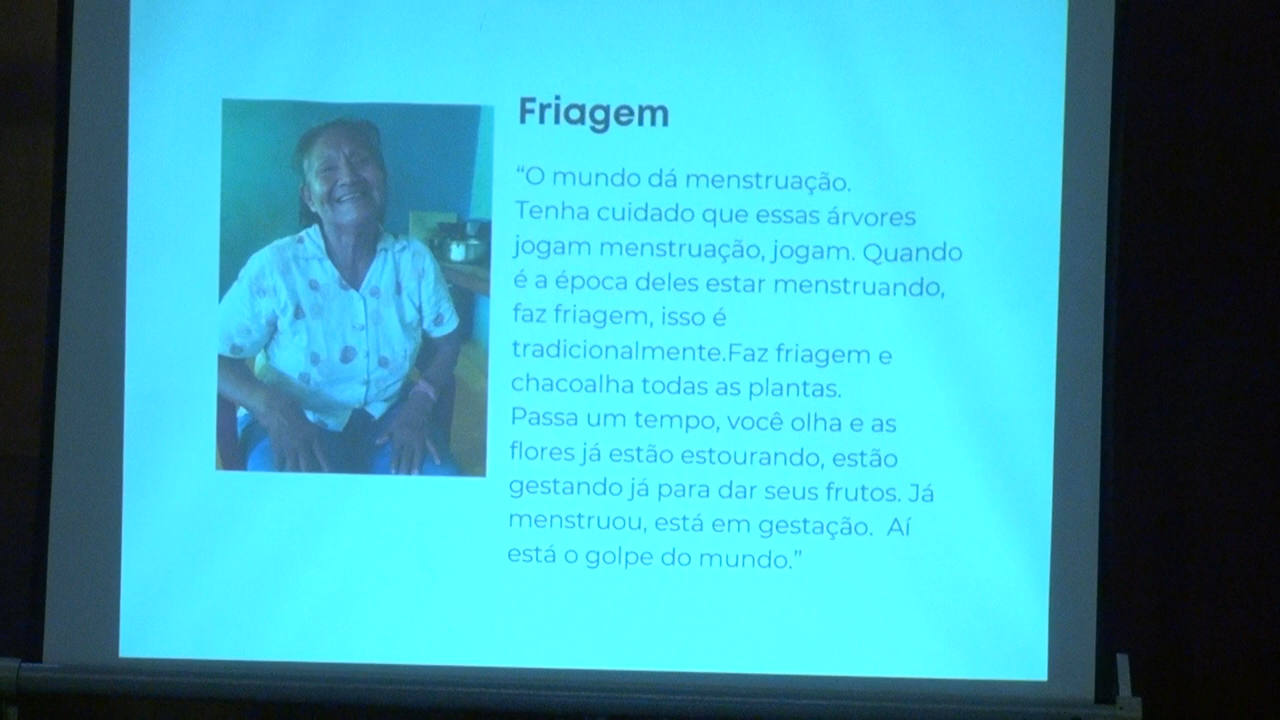 Friagem
“O mundo dá menstruação.
Tenha cuidado que essas árvores
jogam menstruação, jogam. Quando
é a época deles estar menstruando,
faz friagem, isso é
tradicionalmente.Faz friagem e
chacoalha todas as plantas.
Passa um tempo, você olha e as
flores já estão estourando, estão
gestando já para dar seus frutos. Já
menstruou, está em gestação.  Aí
está o golpe do mundo.”